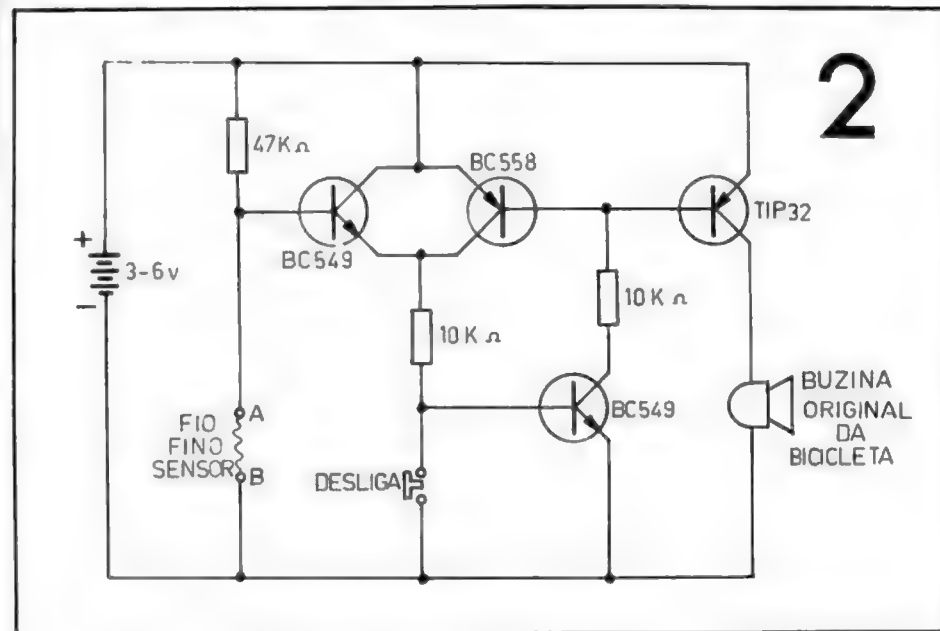 2
47KΩ
BC558
TIP32
BC549
+
3-6v
−
10KΩ
10KΩ
BC549
A
FIO
FINO
SENSOR
B
DESLIGA
BUZINA
ORIGINAL
DA
BICICLETA